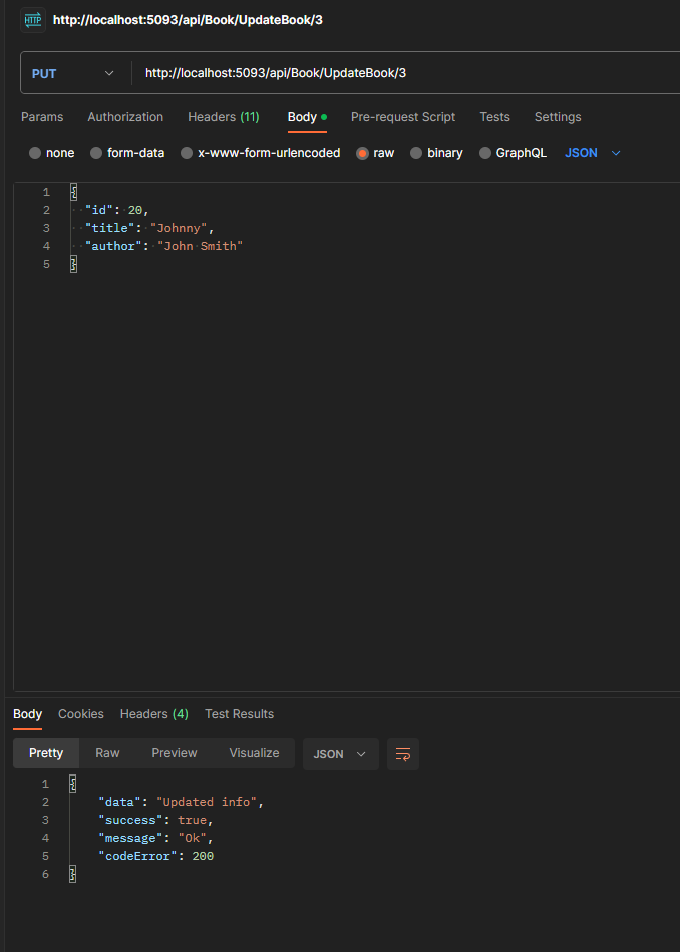 HTTP http://localhost:5093/api/Book/UpdateBook/3
PUT http://localhost:5093/api/Book/UpdateBook/3
Params Authorization Headers (11) Body Pre-request Script Tests Settings
none form-data x-www-form-urlencoded raw binary GraphQL JSON
1 {
2 "id": 20,
3 "title": "Johnny",
4 "author": "John Smith"
5 }
Body Cookies Headers (4) Test Results
Pretty Raw Preview Visualize JSON
1 {
2 "data": "Updated info",
3 "success": true,
4 "message": "Ok",
5 "codeError": 200
6 }